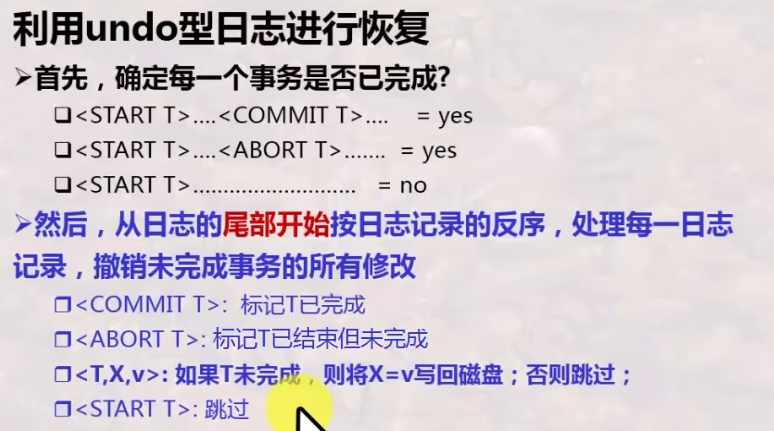 利用undo型日志进行恢复
➢首先，确定每一个事务是否已完成?
❑<START T>....<COMMIT T>.... = yes
❑<START T>....<ABORT T>....... = yes
❑<START T>.......................... = no
➢然后，从日志的尾部开始按日志记录的反序，处理每一日志
记录，撤销未完成事务的所有修改
❐<COMMIT T>: 标记T已完成
❐<ABORT T>: 标记T已结束但未完成
❐<T,X,v>: 如果T未完成，则将X=v写回磁盘；否则跳过；
❐<START T>: 跳过